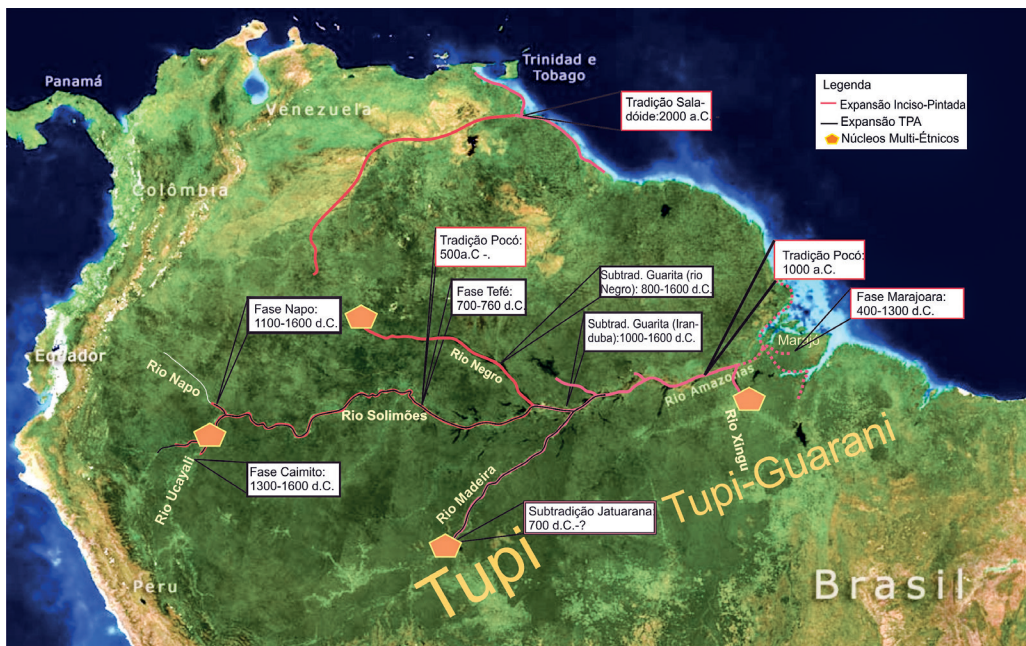 Panamá
Trinidad e
Tobago
Venezuela
Colômbia
Equador
Peru
Brasil
Legenda
Expansão Inciso-Pintada
Expansão TPA
Núcleos Multi-Étnicos
Tradição Sala-
dóide:2000 a.C.
Tradição Pocó:
500a.C -.
Fase Tefé:
700-760 d.C.
Subtrad. Guarita (rio
Negro): 800-1600 d.C.
Subtrad. Guarita (Iran-
duba):1000-1600 d.C.
Tradição Pocó:
1000 a.C.
Fase Marajoara:
400-1300 d.C.
Marajó
Fase Napo:
1100-1600 d.C.
Rio Napo
Rio Negro
Rio Solimões
Rio Amazonas
Rio Xingu
Rio Ucayali
Fase Caimito:
1300-1600 d.C.
Rio Madeira
Subtradição Jatuarana:
700 d.C.-?
Tupi
Tupi-Guarani